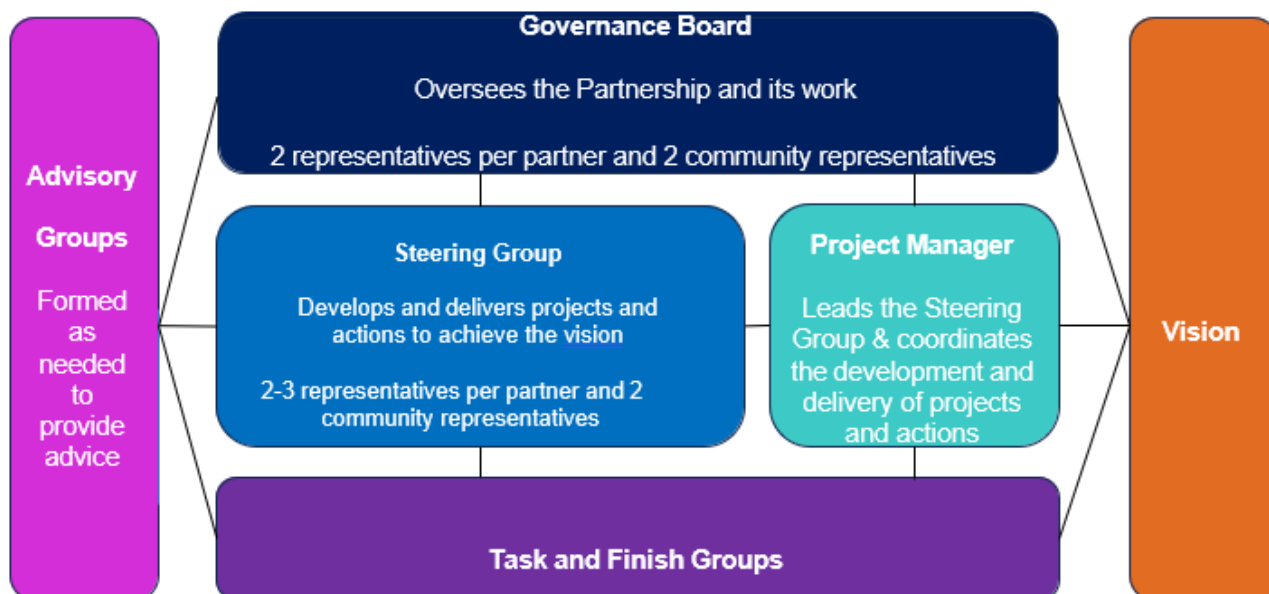 Governance Board
Oversees the Partnership and its work
2 representatives per partner and 2 community representatives
Advisory
Groups
Formed
as
needed
to
provide
advice
Steering Group
Develops and delivers projects and
actions to achieve the vision
2-3 representatives per partner and 2
community representatives
Project Manager
Leads the Steering
Group & coordinates
the development and
delivery of projects
and actions
Vision
Task and Finish Groups